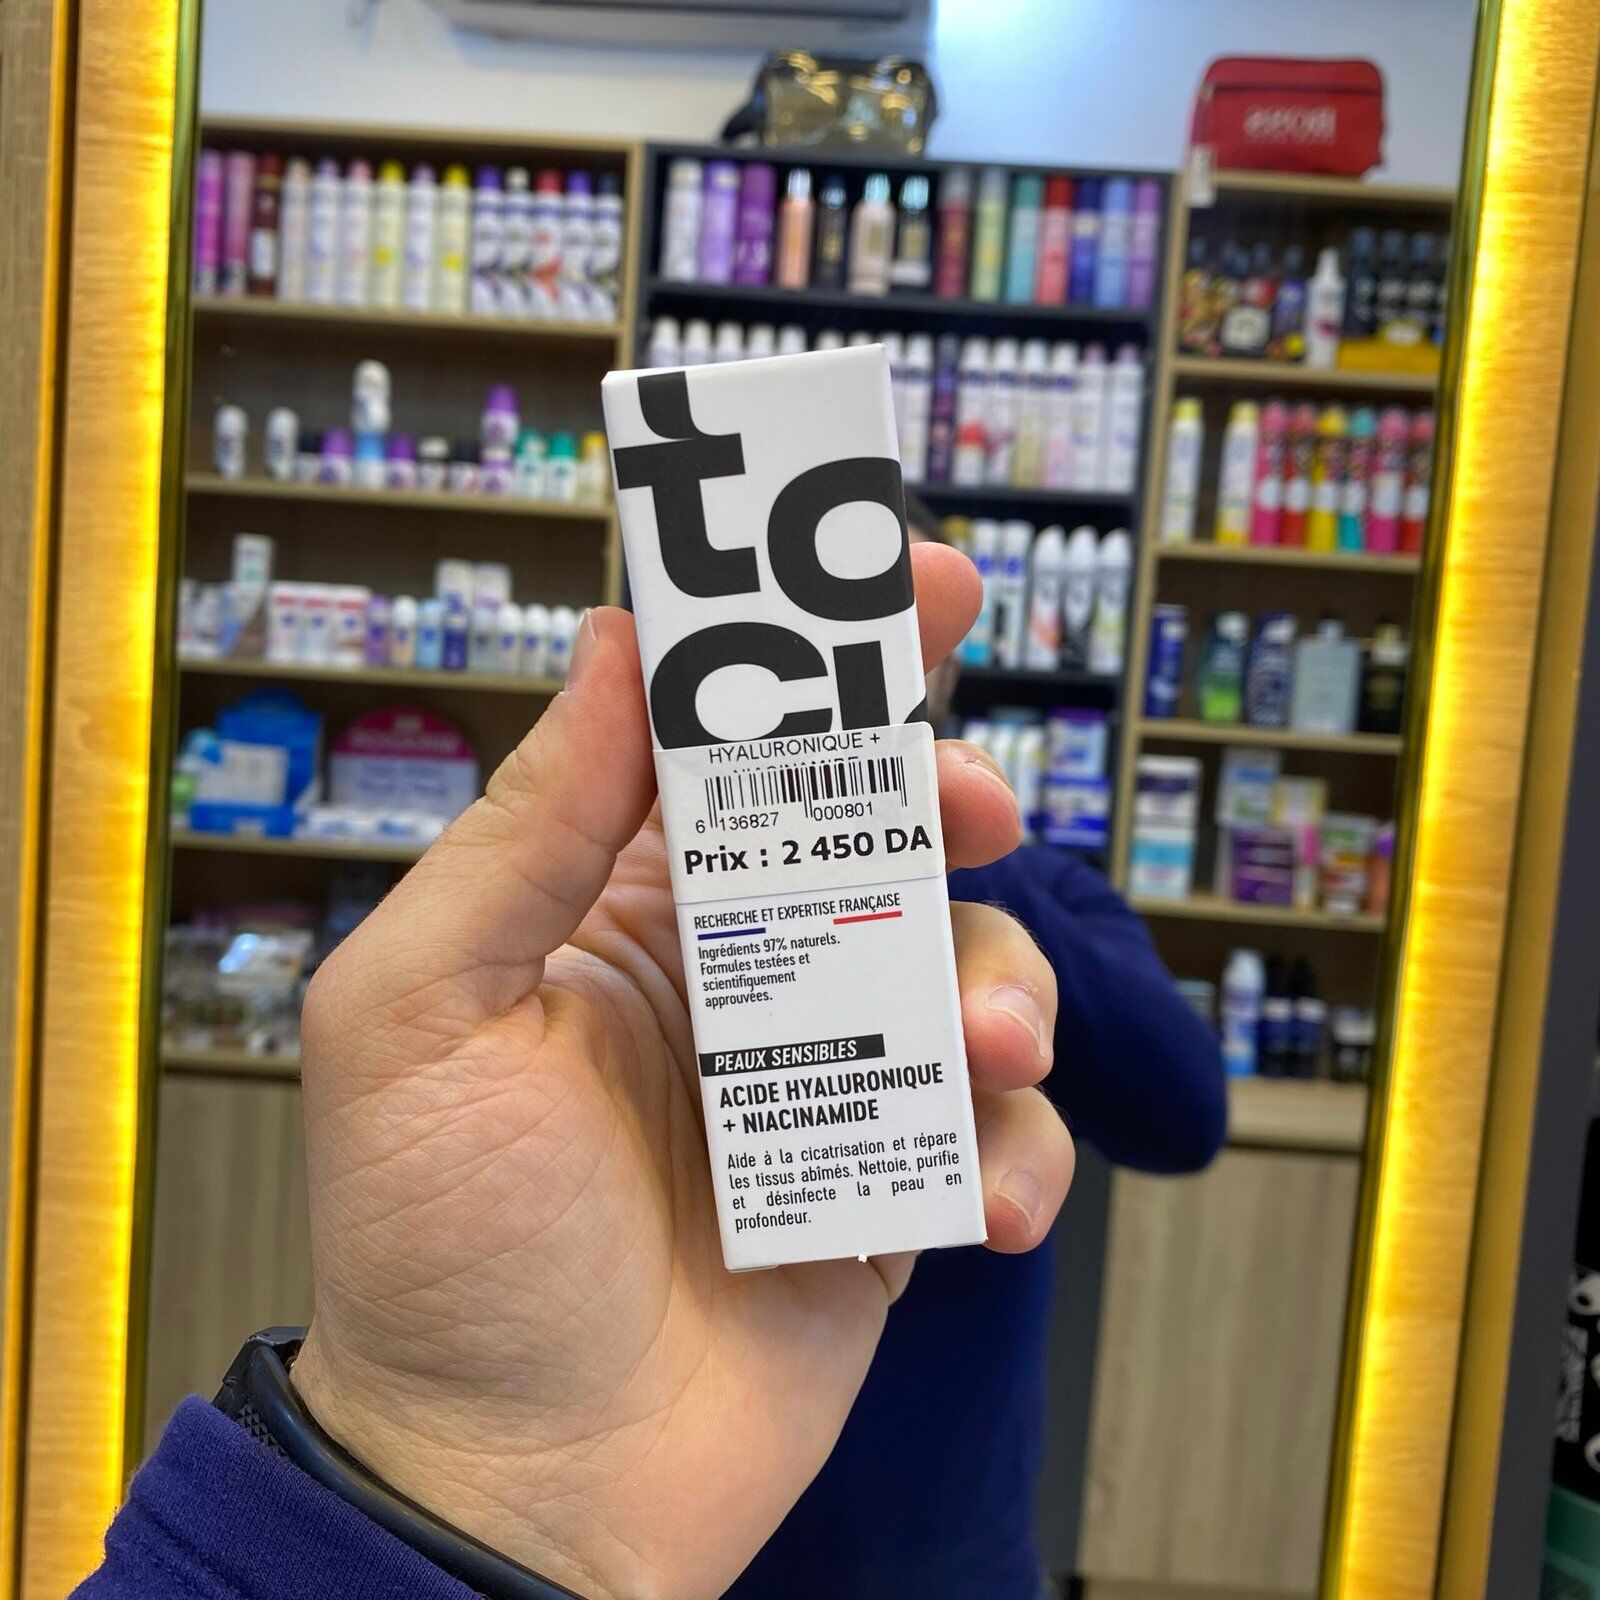 to
HYALURONIQUE +
6 136827 000801
Prix : 2 450 DA
RECHERCHE ET EXPERTISE FRANÇAISE
Ingrédients 97% naturels.
Formules testées et
scientifiquement
approuvées.
PEAUX SENSIBLES
ACIDE HYALURONIQUE
+ NIACINAMIDE
Aide à la cicatrisation et répare
les tissus abîmés. Nettoie, purifie
et désinfecte la peau en
profondeur.